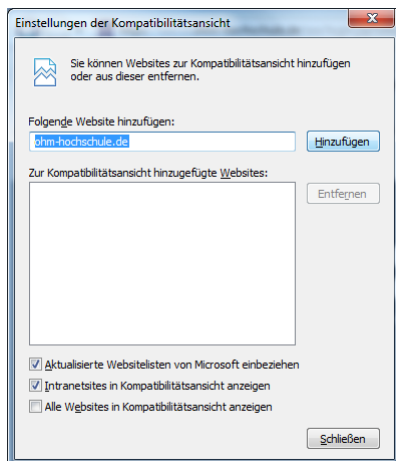 Einstellungen der Kompatibilitätsansicht
Sie können Websites zur Kompatibilitätsansicht hinzufügen
oder aus dieser entfernen.
Folgende Website hinzufügen:
ohm-hochschule.de
Hinzufügen
Zur Kompatibilitätsansicht hinzugefügte Websites:
Entfernen
Aktualisierte Websitelisten von Microsoft einbeziehen
Intranetsites in Kompatibilitätsansicht anzeigen
Alle Websites in Kompatibilitätsansicht anzeigen
Schließen